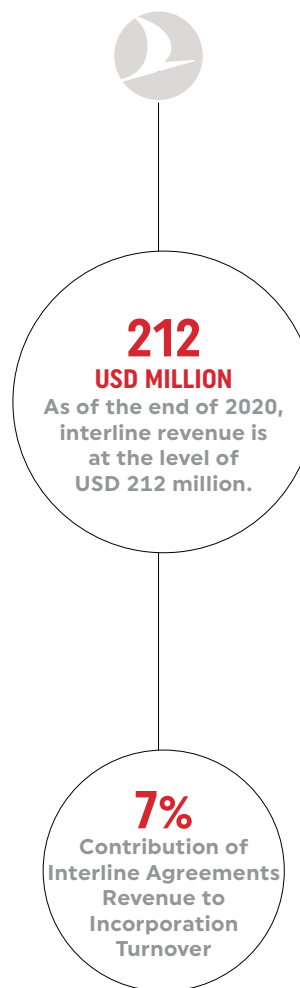 212
USD MILLION
As of the end of 2020,
interline revenue is
at the level of
USD 212 million.
7%
Contribution of
Interline Agreements
Revenue to
Incorporation
Turnover